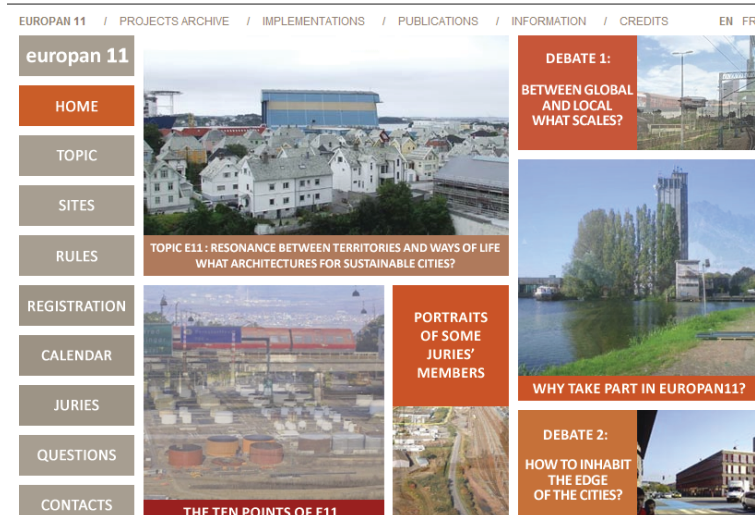 EUROPAN 11 / PROJECTS ARCHIVE / IMPLEMENTATIONS / PUBLICATIONS / INFORMATION / CREDITS EN FR
europan 11
HOME
TOPIC
SITES
RULES
REGISTRATION
CALENDAR
JURIES
QUESTIONS
CONTACTS
TOPIC E11 : RESONANCE BETWEEN TERRITORIES AND WAYS OF LIFE
WHAT ARCHITECTURES FOR SUSTAINABLE CITIES?
THE TEN POINTS OF E11
PORTRAITS
OF SOME
JURIES'
MEMBERS
DEBATE 1:
BETWEEN GLOBAL
AND LOCAL
WHAT SCALES?
WHY TAKE PART IN EUROPAN11?
DEBATE 2:
HOW TO INHABIT
THE EDGE
OF THE CITIES?